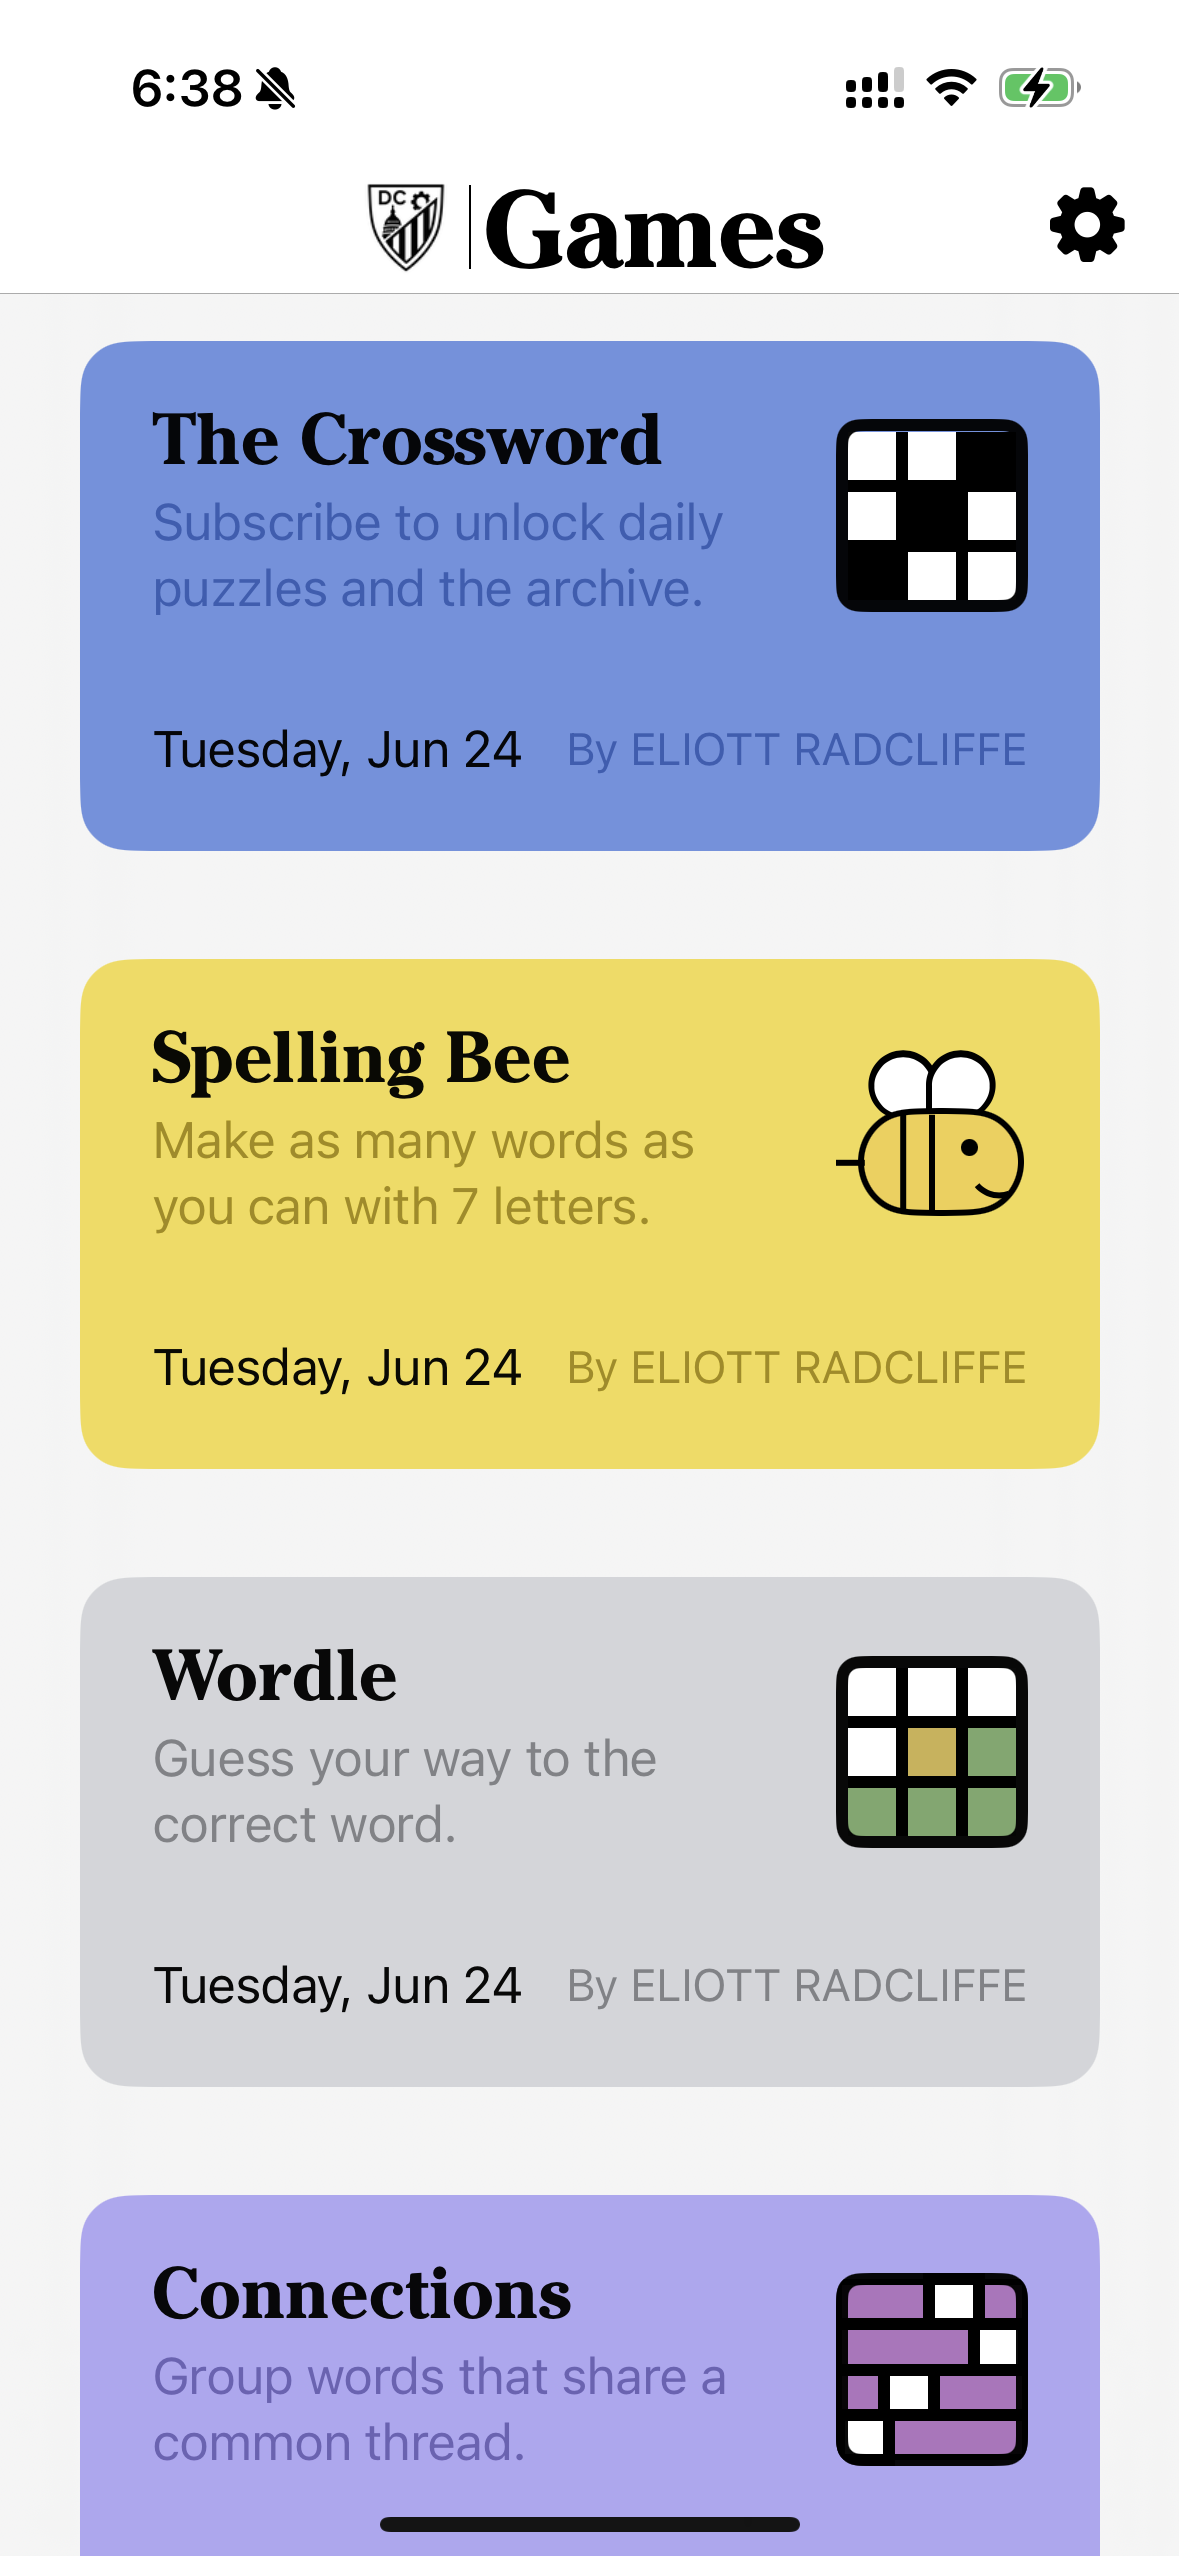 6:38
DC
Games
The Crossword
Subscribe to unlock daily
puzzles and the archive.
Tuesday, Jun 24 By ELIOTT RADCLIFFE
Spelling Bee
Make as many words as
you can with 7 letters.
Tuesday, Jun 24 By ELIOTT RADCLIFFE
Wordle
Guess your way to the
correct word.
Tuesday, Jun 24 By ELIOTT RADCLIFFE
Connections
Group words that share a
common thread.